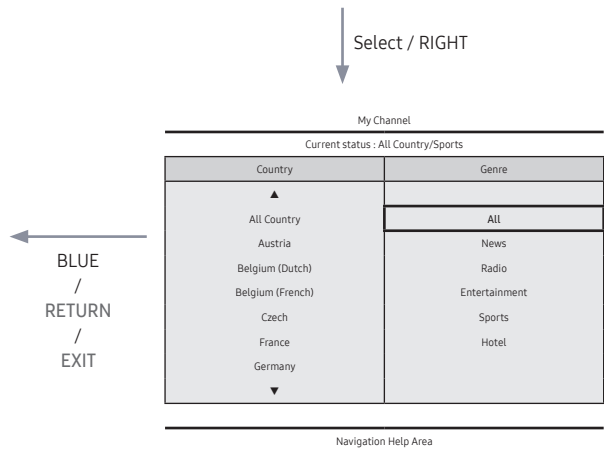 Select / RIGHT
My Channel
Current status : All Country/Sports
Country Genre
▲
All Country All
Austria News
Belgium (Dutch) Radio
Belgium (French) Entertainment
Czech Sports
France Hotel
Germany
▼
BLUE
/
RETURN
/
EXIT
Navigation Help Area